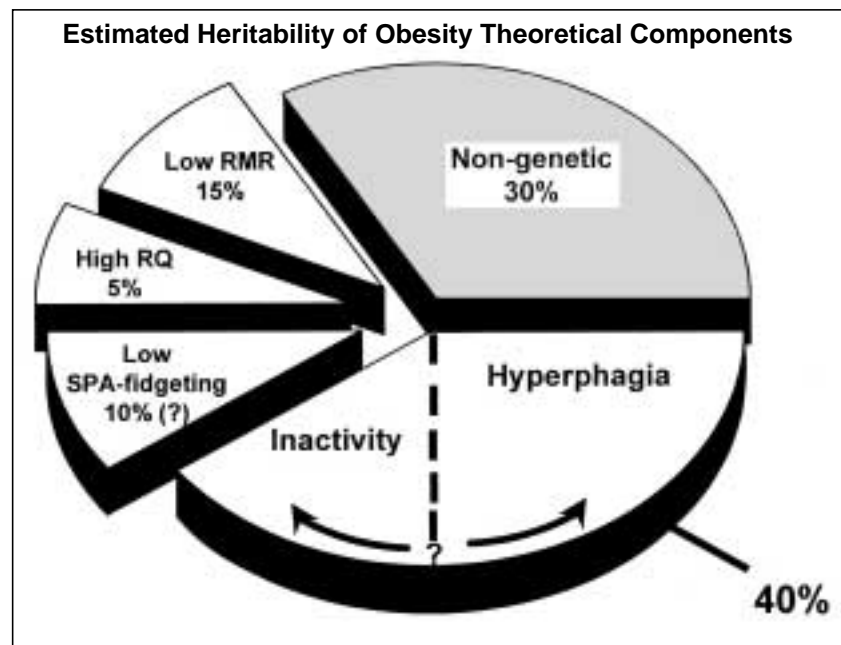 Estimated Heritability of Obesity Theoretical Components
Low RMR
15%
Non-genetic
30%
High RQ
5%
Low
SPA-fidgeting
10% (?)
Hyperphagia
Inactivity
?
40%